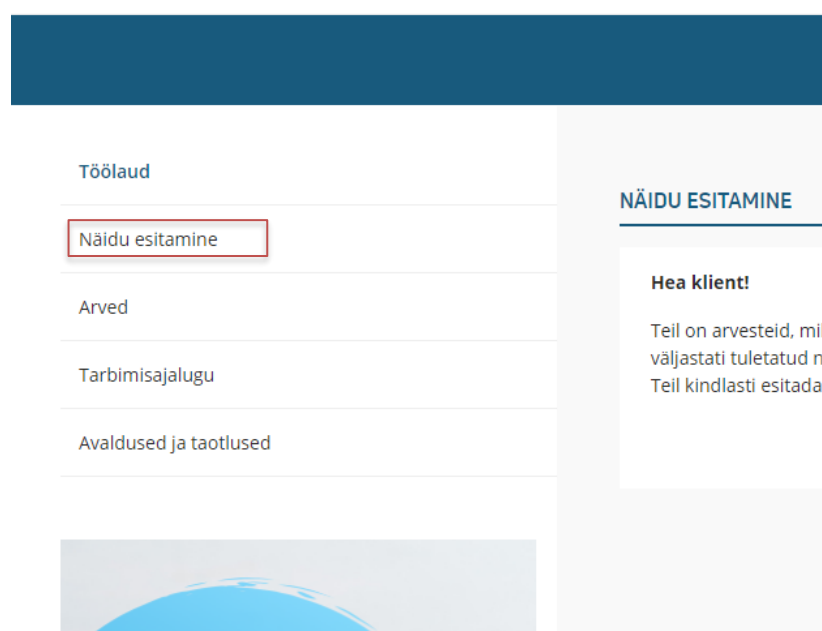 Töölaud
Näidu esitamine
Arved
Tarbimisajalugu
Avaldused ja taotlused
NÄIDU ESITAMINE
Hea klient!
Teil on arvesteid,
väljastati tuletatud
Teil kindlasti esitada